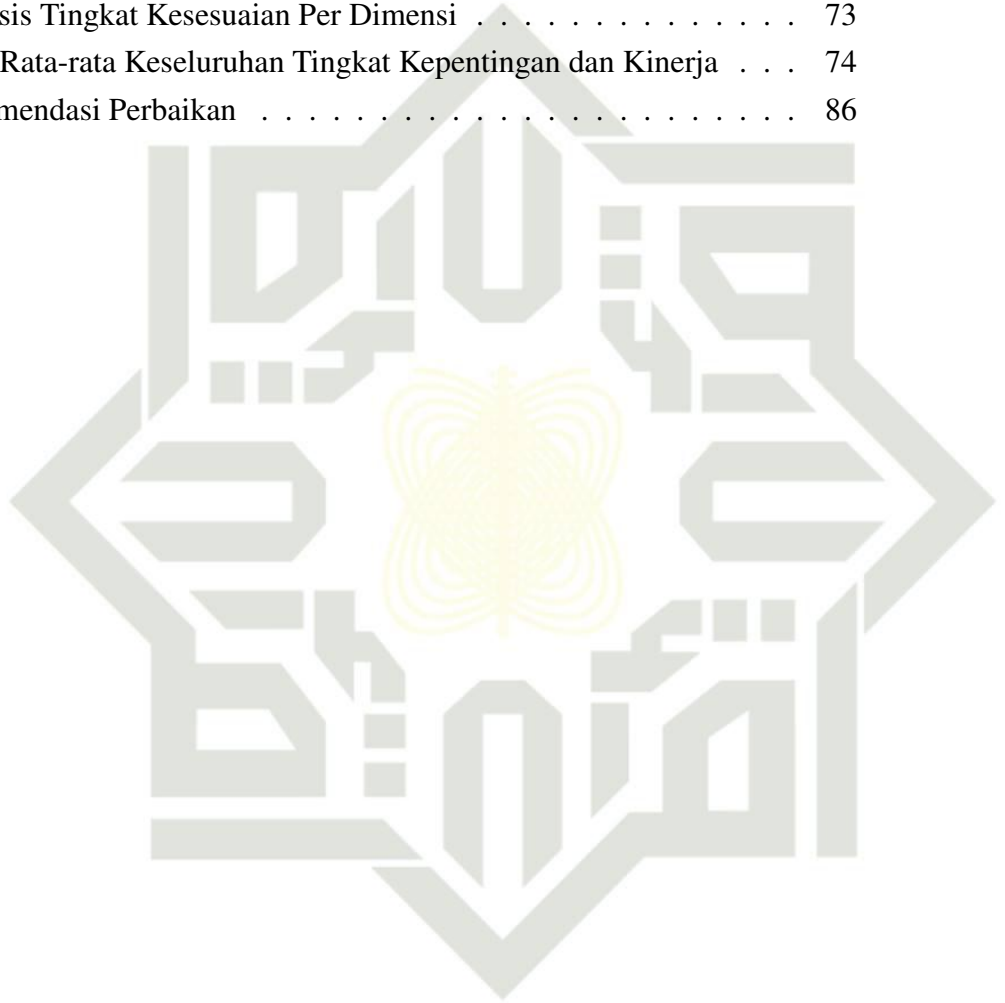 sis Tingkat Kesesuaian Per Dimensi . . . . . . . . . . . . . . 73
Rata-rata Keseluruhan Tingkat Kepentingan dan Kinerja . . . 74
mendasi Perbaikan . . . . . . . . . . . . . . . . . . . . . . . 86